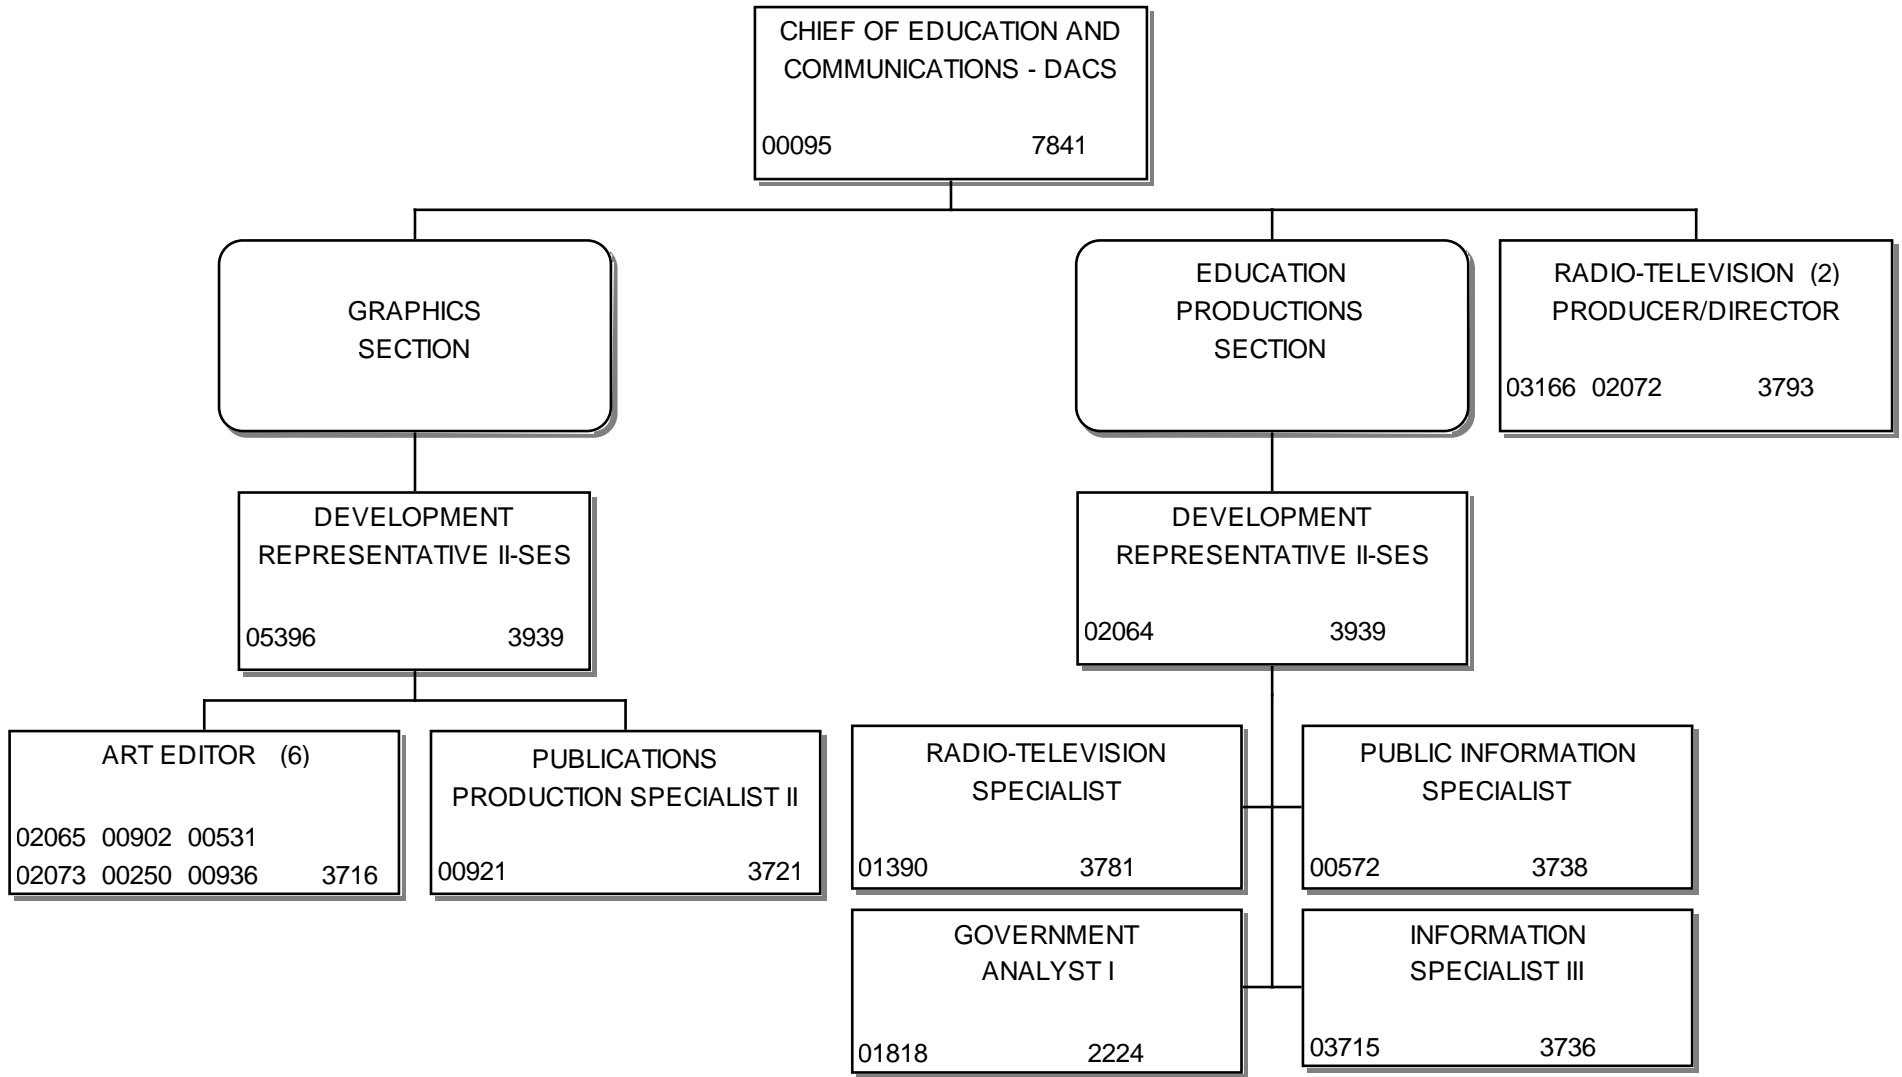 CHIEF OF EDUCATION AND
COMMUNICATIONS - DACS
00095 7841
GRAPHICS
SECTION
EDUCATION
PRODUCTIONS
SECTION
RADIO-TELEVISION (2)
PRODUCER/DIRECTOR
03166 02072 3793
DEVELOPMENT
REPRESENTATIVE II-SES
05396 3939
DEVELOPMENT
REPRESENTATIVE II-SES
02064 3939
ART EDITOR (6)
02065 00902 00531
02073 00250 00936 3716
PUBLICATIONS
PRODUCTION SPECIALIST II
00921 3721
RADIO-TELEVISION
SPECIALIST
01390 3781
PUBLIC INFORMATION
SPECIALIST
00572 3738
GOVERNMENT
ANALYST I
01818 2224
INFORMATION
SPECIALIST III
03715 3736